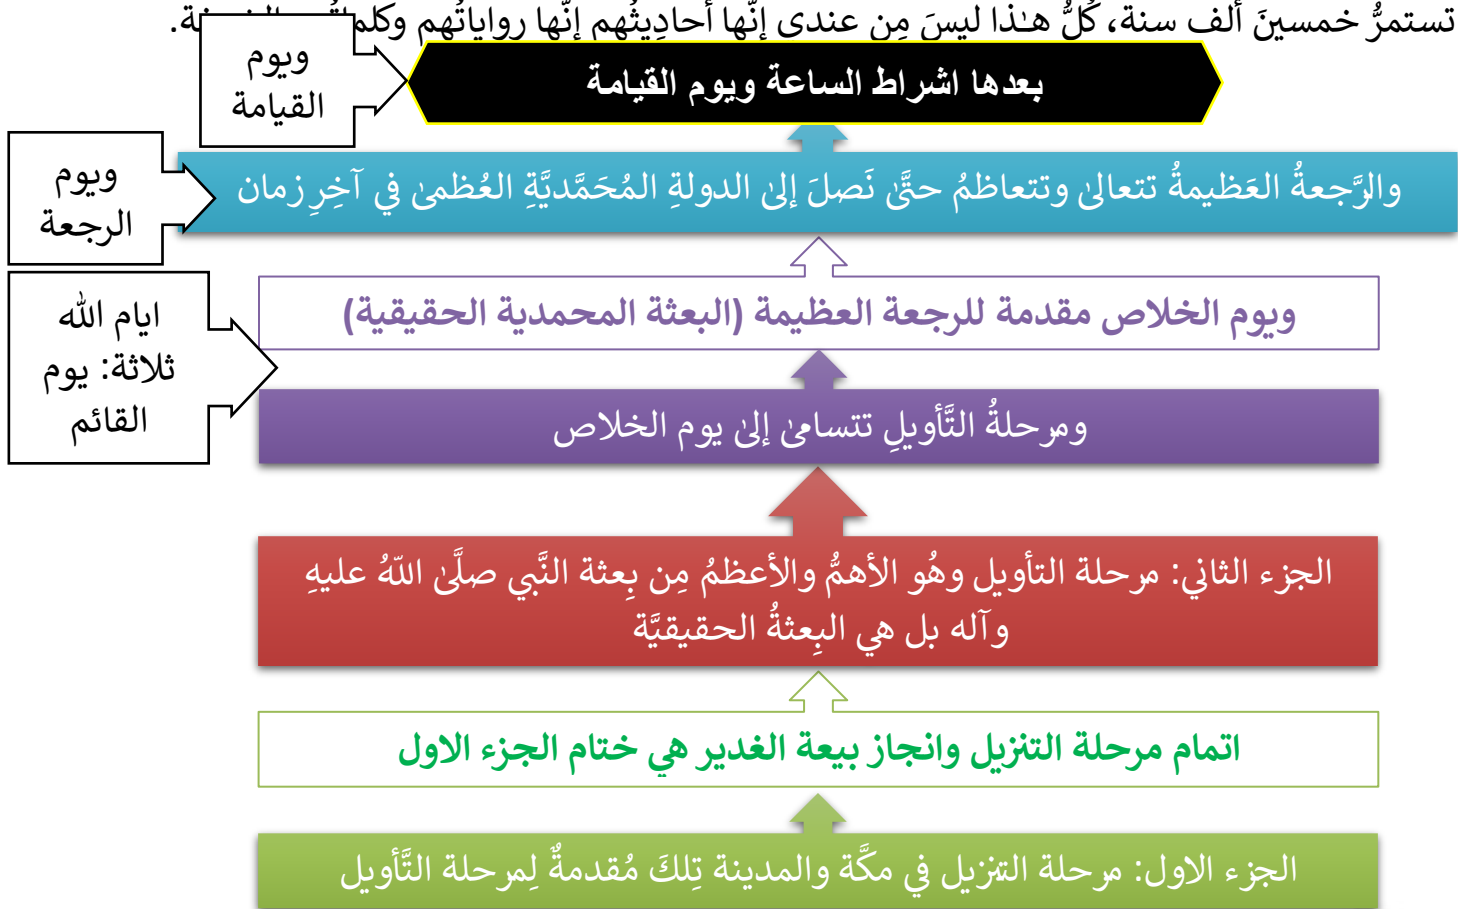 تستمرُّ خمسينَ ألف سنة، كُلُّ هـٰذا ليسَ مِن عندي إنَّها أحادِيثُهم إنَّها رواياتُهم
ويوم
القيامة
بعدها اشراط الساعة ويوم القيامة
ويوم
الرجعة
والرَّجعةُ العَظيمةُ تتعالىٰ وتتعاظمُ حتَّىٰ نَصلَ إلىٰ الدولةِ المُحَمَّديَّةِ العُظمىٰ في آخِرِ زمان
ايام الله
ثلاثة: يوم
القائم
ويوم الخلاص مقدمة للرجعة العظيمة (البعثة المحمدية الحقيقية)
ومرحلةُ التَّأويلِ تتسامىٰ إلىٰ يوم الخلاص
الجزء الثاني: مرحلة التأويل وهُو الأهمُّ والأعظمُ مِن بِعثة النَّبي صلَّىٰ اللّهُ عليهِ
وآله بل هي البِعثةُ الحقيقيَّة
اتمام مرحلة التنزيل وانجاز بيعة الغدير هي ختام الجزء الاول
الجزء الاول: مرحلة التنزيل في مكَّة والمدينة تِلكَ مُقدمةٌ لِمرحلة التَّأويل